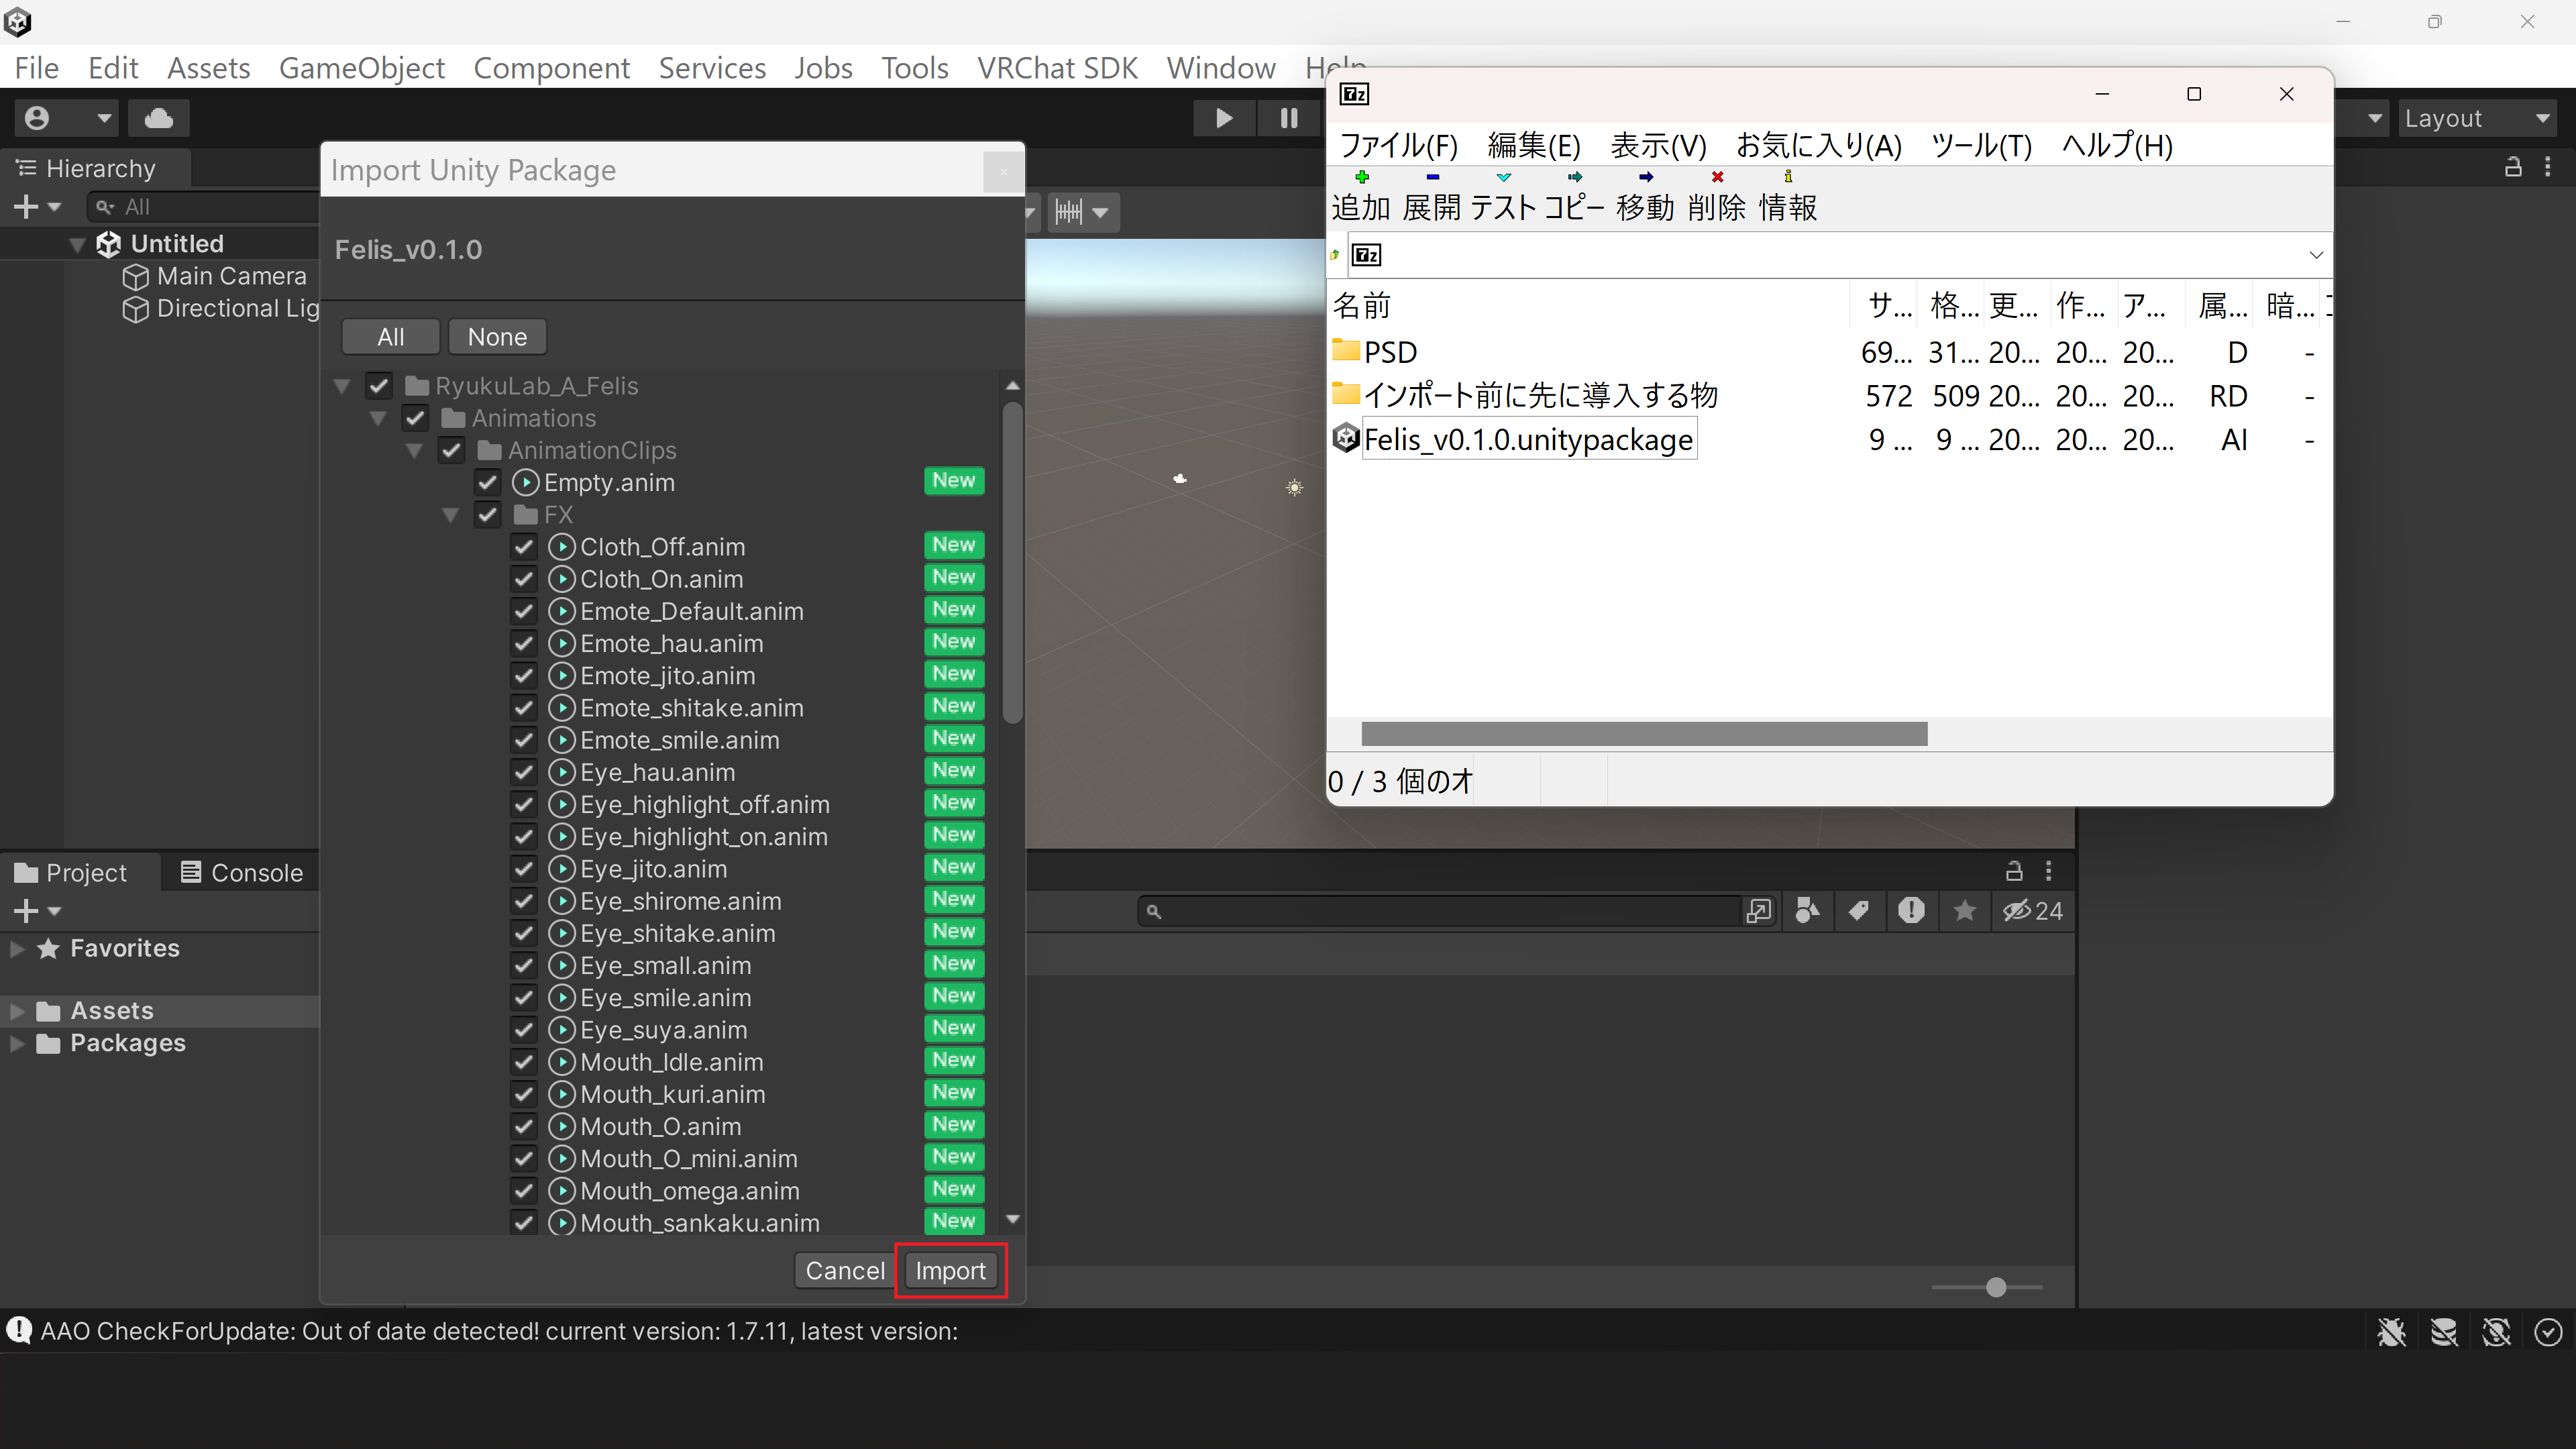 File Edit Assets GameObject Component Services Jobs Tools VRChat SDK Window Help
Layout
Hierarchy
All
Untitled
Main Camera
Directional Lig
Import Unity Package
Felis_v0.1.0
All None
RyukuLab_A_Felis
Animations
AnimationClips
Empty.anim New
FX
Cloth_Off.anim New
Cloth_On.anim New
Emote_Default.anim New
Emote_hau.anim New
Emote_jito.anim New
Emote_shitake.anim New
Emote_smile.anim New
Eye_hau.anim New
Eye_highlight_off.anim New
Eye_highlight_on.anim New
Eye_jito.anim New
Eye_shirome.anim New
Eye_shitake.anim New
Eye_small.anim New
Eye_smile.anim New
Eye_suya.anim New
Mouth_Idle.anim New
Mouth_kuri.anim New
Mouth_O.anim New
Mouth_O_mini.anim New
Mouth_omega.anim New
Mouth_sankaku.anim New
Cancel Import
7z
ファイル(F) 編集(E) 表示(V) お気に入り(A) ツール(T) ヘルプ(H)
追加 展開 テスト コピー 移動 削除 情報
7z
名前 サ... 格... 更... 作... ア... 属... 暗...
PSD 69... 31... 20... 20... 20... D -
インポート前に先に導入する物 572 509 20... 20... 20... RD -
Felis_v0.1.0.unitypackage 9 ... 9 ... 20... 20... 20... AI -
0 / 3 個のオ
Project Console
24
Favorites
Assets
Packages
AAO CheckForUpdate: Out of date detected! current version: 1.7.11, latest version: